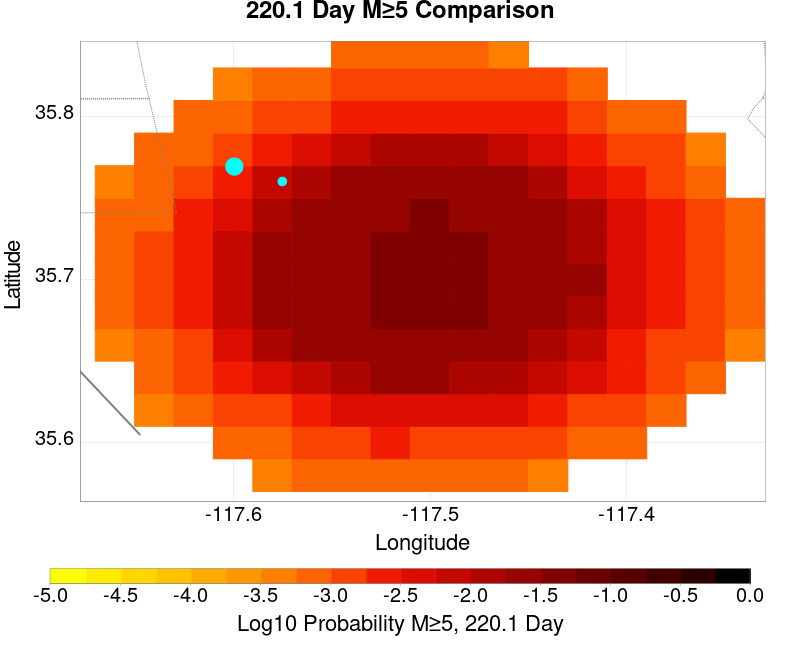 220.1 Day M≥5 Comparison
Latitude
35.8
35.7
35.6
-117.6 -117.5 -117.4
Longitude
-5.0 -4.5 -4.0 -3.5 -3.0 -2.5 -2.0 -1.5 -1.0 -0.5 0.0
Log10 Probability M≥5, 220.1 Day